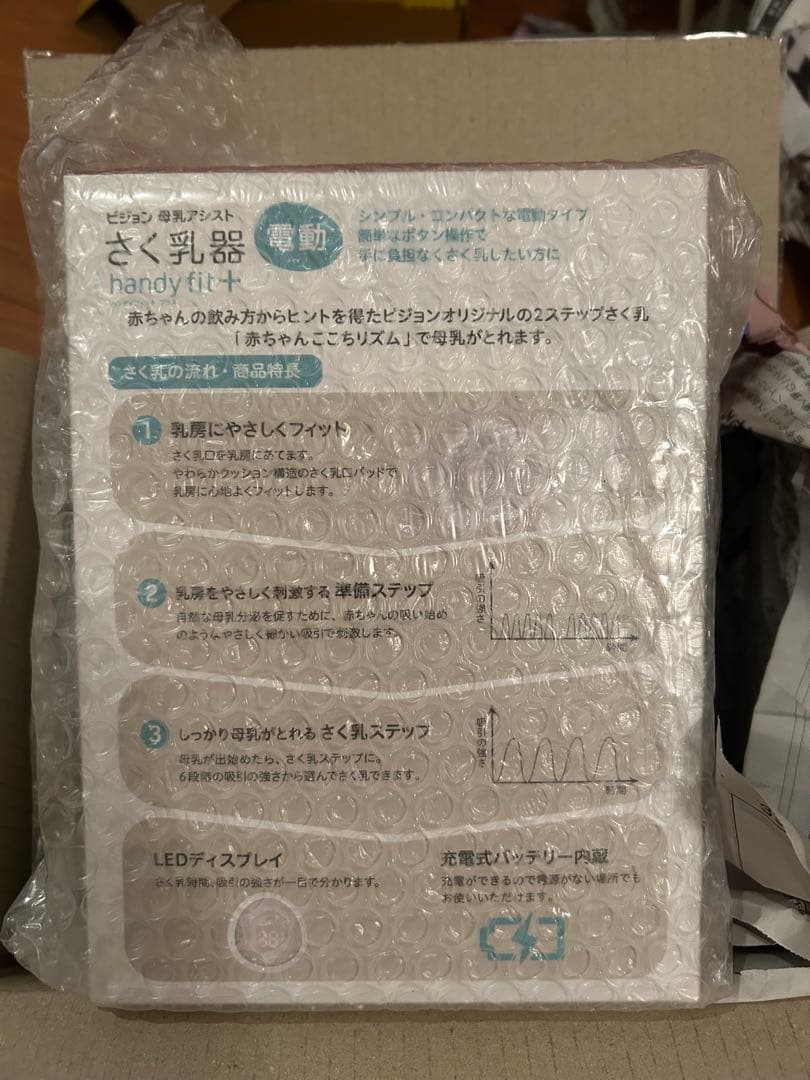 ピジョン 母乳アシスト
さく乳器
電動
handy fit+
シンプル・コンパクトな電動タイプ
簡単なボタン操作で
手に負担なくさく乳したい方に
赤ちゃんの飲み方からヒントを得たピジョンオリジナルの2ステップさく乳
「赤ちゃんここちリズム」で母乳がとれます。
さく乳の流れ・商品特長
1 乳房にやさしくフィット
さく乳口を乳房にあてます。
やわらかクッション構造のさく乳口パッドで
乳房に心地よくフィットします。
2 乳房をやさしく刺激する 準備ステップ
自然な母乳分泌を促すために、赤ちゃんの吸い始め
のようなやさしく細かい吸引で刺激します。
吸引の強さ
時間
3 しっかり母乳がとれる さく乳ステップ
母乳が出始めたら、さく乳ステップに。
6段階の吸引の強さから選んでさく乳できます。
吸引の強さ
時間
LEDディスプレイ
さく乳時間、吸引の強さが一目で分かります。
充電式バッテリー内蔵
充電ができるので電源がない場所でも
お使いいただけます。